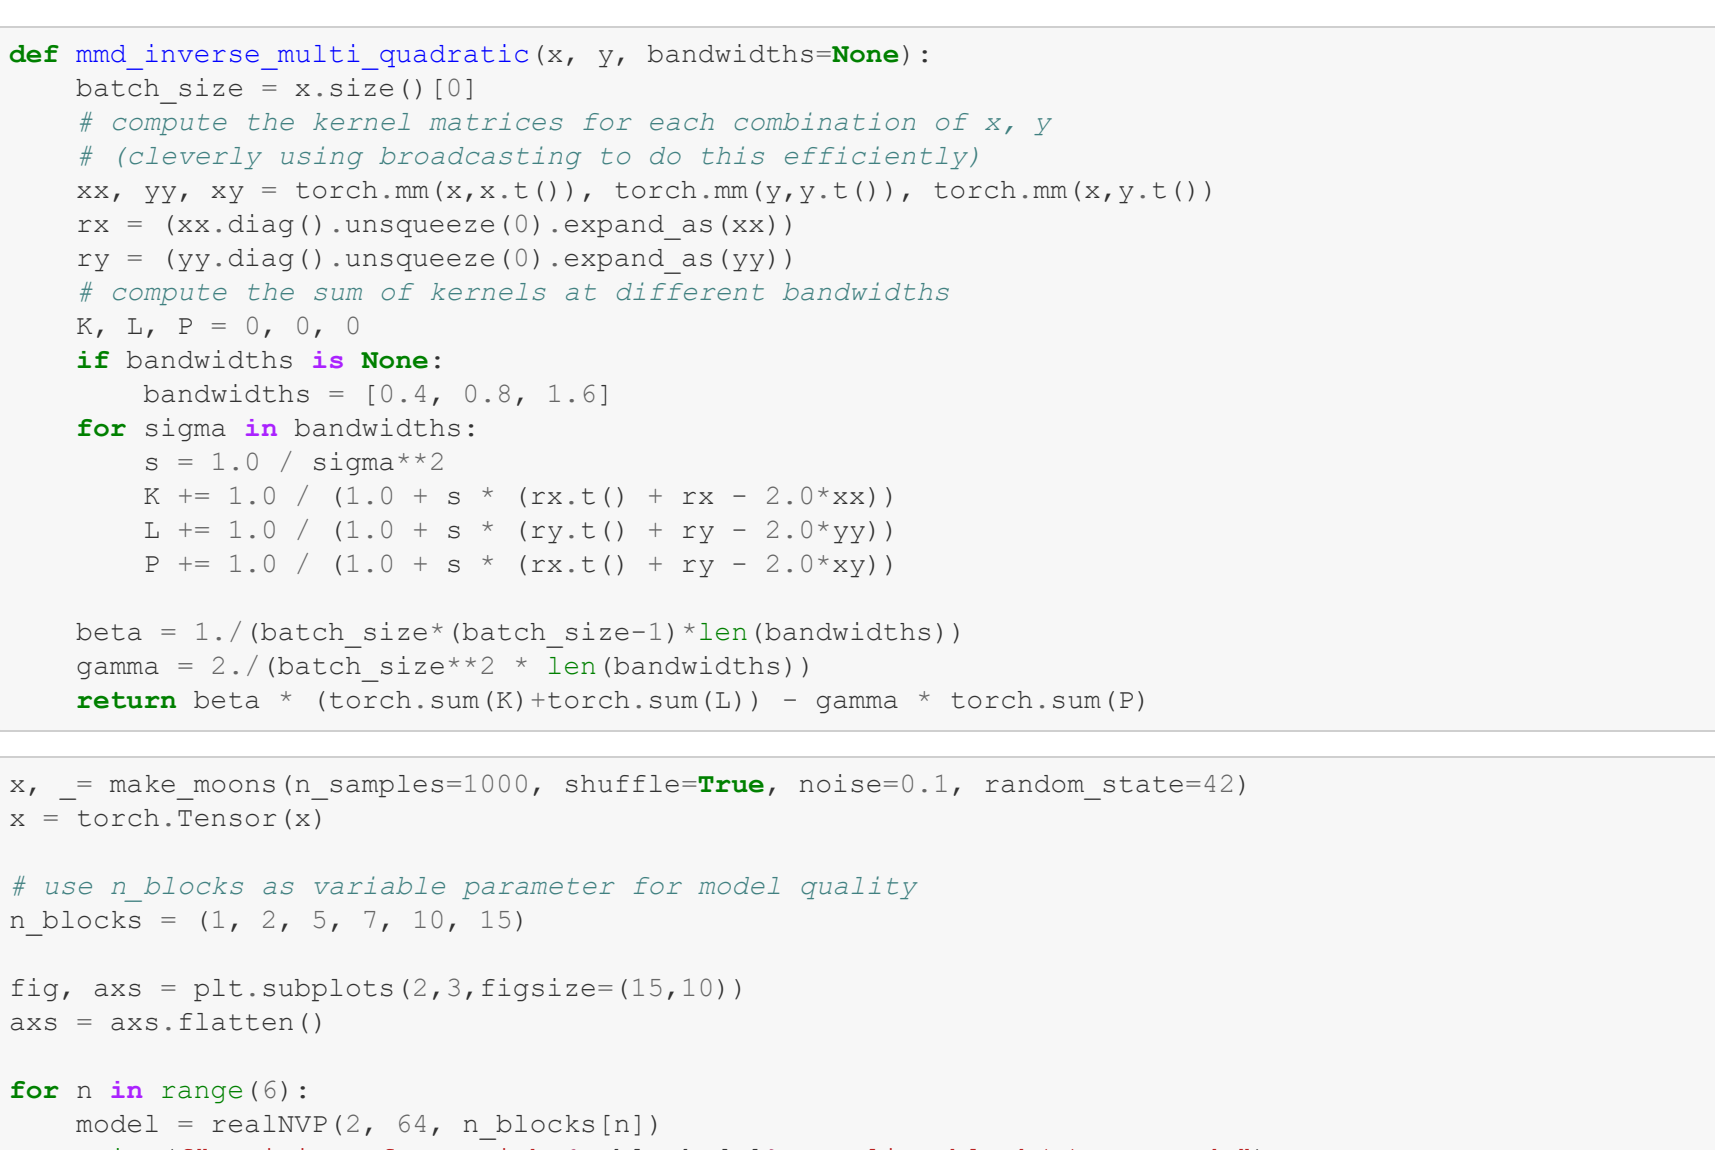 def mmd_inverse_multi_quadratic(x, y, bandwidths=None):
    batch_size = x.size()[0]
    # compute the kernel matrices for each combination of x, y
    # (cleverly using broadcasting to do this efficiently)
    xx, yy, xy = torch.mm(x,x.t()), torch.mm(y,y.t()), torch.mm(x,y.t())
    rx = (xx.diag().unsqueeze(0).expand_as(xx))
    ry = (yy.diag().unsqueeze(0).expand_as(yy))
    # compute the sum of kernels at different bandwidths
    K, L, P = 0, 0, 0
    if bandwidths is None:
        bandwidths = [0.4, 0.8, 1.6]
    for sigma in bandwidths:
        s = 1.0 / sigma**2
        K += 1.0 / (1.0 + s * (rx.t() + rx - 2.0*xx))
        L += 1.0 / (1.0 + s * (ry.t() + ry - 2.0*yy))
        P += 1.0 / (1.0 + s * (rx.t() + ry - 2.0*xy))
    beta = 1./(batch_size*(batch_size-1)*len(bandwidths))
    gamma = 2./(batch_size**2 * len(bandwidths))
    return beta * (torch.sum(K)+torch.sum(L)) - gamma * torch.sum(P)
x, _= make_moons(n_samples=1000, shuffle=True, noise=0.1, random_state=42)
x = torch.Tensor(x)
# use n_blocks as variable parameter for model quality
n_blocks = (1, 2, 5, 7, 10, 15)
fig, axs = plt.subplots(2,3,figsize=(15,10))
axs = axs.flatten()
for n in range(6):
    model = realNVP(2, 64, n_blocks[n])